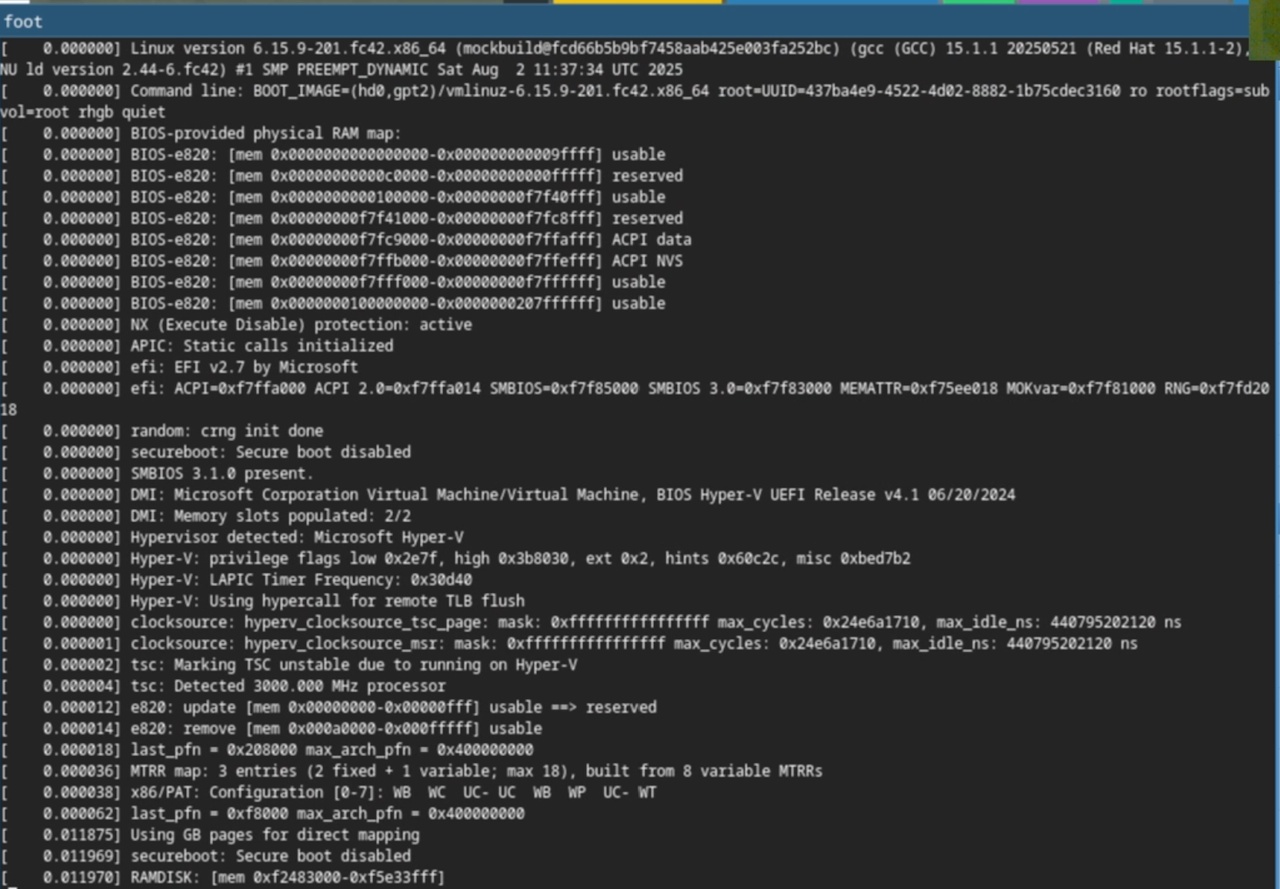 foot
[    0.000000] Linux version 6.15.9-201.fc42.x86_64 (mockbuild@fcd66b5b9bf7458aab425e003fa252bc) (gcc (GCC) 15.1.1 20250521 (Red Hat 15.1.1-2),
NU ld version 2.44-6.fc42) #1 SMP PREEMPT_DYNAMIC Sat Aug  2 11:37:34 UTC 2025
[    0.000000] Command line: BOOT_IMAGE=(hd0,gpt2)/vmlinuz-6.15.9-201.fc42.x86_64 root=UUID=437ba4e9-4522-4d02-8882-1b75cdec3160 ro rootflags=sub
vol=root rhgb quiet
[    0.000000] BIOS-provided physical RAM map:
[    0.000000] BIOS-e820: [mem 0x0000000000000000-0x000000000009ffff] usable
[    0.000000] BIOS-e820: [mem 0x00000000000c0000-0x00000000000fffff] reserved
[    0.000000] BIOS-e820: [mem 0x0000000000100000-0x00000000f7f40fff] usable
[    0.000000] BIOS-e820: [mem 0x00000000f7f41000-0x00000000f7fc8fff] reserved
[    0.000000] BIOS-e820: [mem 0x00000000f7fc9000-0x00000000f7ffafff] ACPI data
[    0.000000] BIOS-e820: [mem 0x00000000f7ffb000-0x00000000f7ffefff] ACPI NVS
[    0.000000] BIOS-e820: [mem 0x00000000f7fff000-0x00000000f7ffffff] usable
[    0.000000] BIOS-e820: [mem 0x0000000100000000-0x0000000207ffffff] usable
[    0.000000] NX (Execute Disable) protection: active
[    0.000000] APIC: Static calls initialized
[    0.000000] efi: EFI v2.7 by Microsoft
[    0.000000] efi: ACPI=0xf7ffa000 ACPI 2.0=0xf7ffa014 SMBIOS=0xf7f85000 SMBIOS 3.0=0xf7f83000 MEMATTR=0xf75ee018 MOKvar=0xf7f81000 RNG=0xf7fd20
18
[    0.000000] random: crng init done
[    0.000000] secureboot: Secure boot disabled
[    0.000000] SMBIOS 3.1.0 present.
[    0.000000] DMI: Microsoft Corporation Virtual Machine/Virtual Machine, BIOS Hyper-V UEFI Release v4.1 06/20/2024
[    0.000000] DMI: Memory slots populated: 2/2
[    0.000000] Hypervisor detected: Microsoft Hyper-V
[    0.000000] Hyper-V: privilege flags low 0x2e7f, high 0x3b8030, ext 0x2, hints 0x60c2c, misc 0xbed7b2
[    0.000000] Hyper-V: LAPIC Timer Frequency: 0x30d40
[    0.000000] Hyper-V: Using hypercall for remote TLB flush
[    0.000000] clocksource: hyperv_clocksource_tsc_page: mask: 0xffffffffffffffff max_cycles: 0x24e6a1710, max_idle_ns: 440795202120 ns
[    0.000001] clocksource: hyperv_clocksource_msr: mask: 0xffffffffffffffff max_cycles: 0x24e6a1710, max_idle_ns: 440795202120 ns
[    0.000002] tsc: Marking TSC unstable due to running on Hyper-V
[    0.000004] tsc: Detected 3000.000 MHz processor
[    0.000012] e820: update [mem 0x00000000-0x00000fff] usable ==> reserved
[    0.000014] e820: remove [mem 0x000a0000-0x000fffff] usable
[    0.000018] last_pfn = 0x208000 max_arch_pfn = 0x400000000
[    0.000036] MTRR map: 3 entries (2 fixed + 1 variable; max 18), built from 8 variable MTRRs
[    0.000038] x86/PAT: Configuration [0-7]: WB  WC  UC- UC  WB  WP  UC- WT
[    0.000062] last_pfn = 0xf8000 max_arch_pfn = 0x400000000
[    0.011875] Using GB pages for direct mapping
[    0.011969] secureboot: Secure boot disabled
[    0.011970] RAMDISK: [mem 0xf2483000-0xf5e33fff]